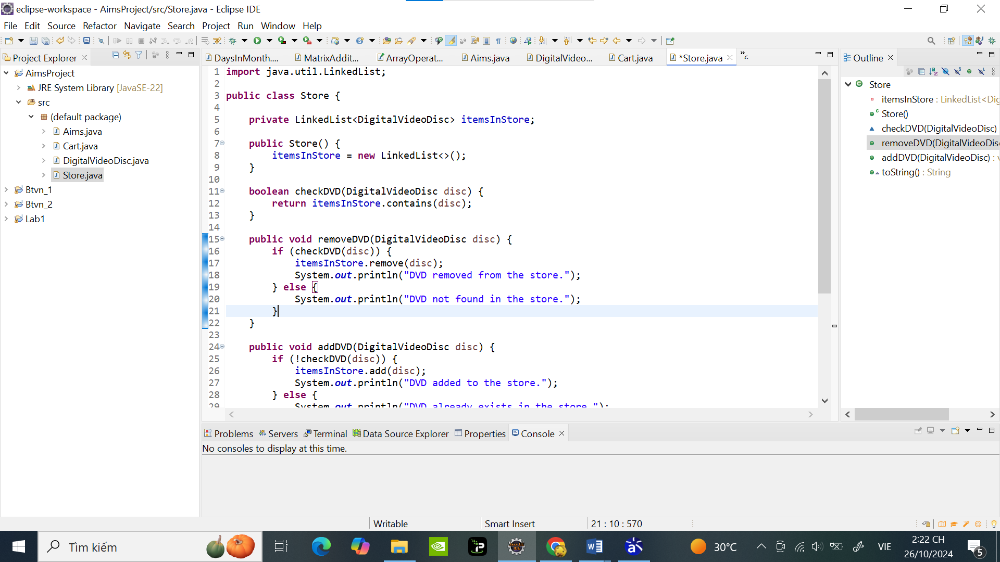 eclipse-workspace - AimsProject/src/Store.java - Eclipse IDE
File Edit Source Refactor Navigate Search Project Run Window Help
Project Explorer
AimsProject
JRE System Library [JavaSE-22]
src
(default package)
Aims.java
Cart.java
DigitalVideoDisc.java
Store.java
Btvn_1
Btvn_2
Lab1
DaysInMonth.... MatrixAddit... ArrayOperat... Aims.java DigitalVideo... Cart.java *Store.java
1 import java.util.LinkedList;
2
3 public class Store {
4
5     private LinkedList<DigitalVideoDisc> itemsInStore;
6
7     public Store() {
8         itemsInStore = new LinkedList<>();
9     }
10
11     boolean checkDVD(DigitalVideoDisc disc) {
12         return itemsInStore.contains(disc);
13     }
14
15     public void removeDVD(DigitalVideoDisc disc) {
16         if (checkDVD(disc)) {
17             itemsInStore.remove(disc);
18             System.out.println("DVD removed from the store.");
19         } else {
20             System.out.println("DVD not found in the store.");
21         }
22     }
23
24     public void addDVD(DigitalVideoDisc disc) {
25         if (!checkDVD(disc)) {
26             itemsInStore.add(disc);
27             System.out.println("DVD added to the store.");
28         } else {
29             System.out.println("DVD already exists in the store.");
Outline
Store
itemsInStore : LinkedList<Dig
Store()
checkDVD(DigitalVideoDisc)
removeDVD(DigitalVideoDisc
addDVD(DigitalVideoDisc) : v
toString() : String
Problems Servers Terminal Data Source Explorer Properties Console
No consoles to display at this time.
Writable Smart Insert 21 : 10 : 570
Tìm kiếm
30°C
VIE
2:22 CH
26/10/2024
5